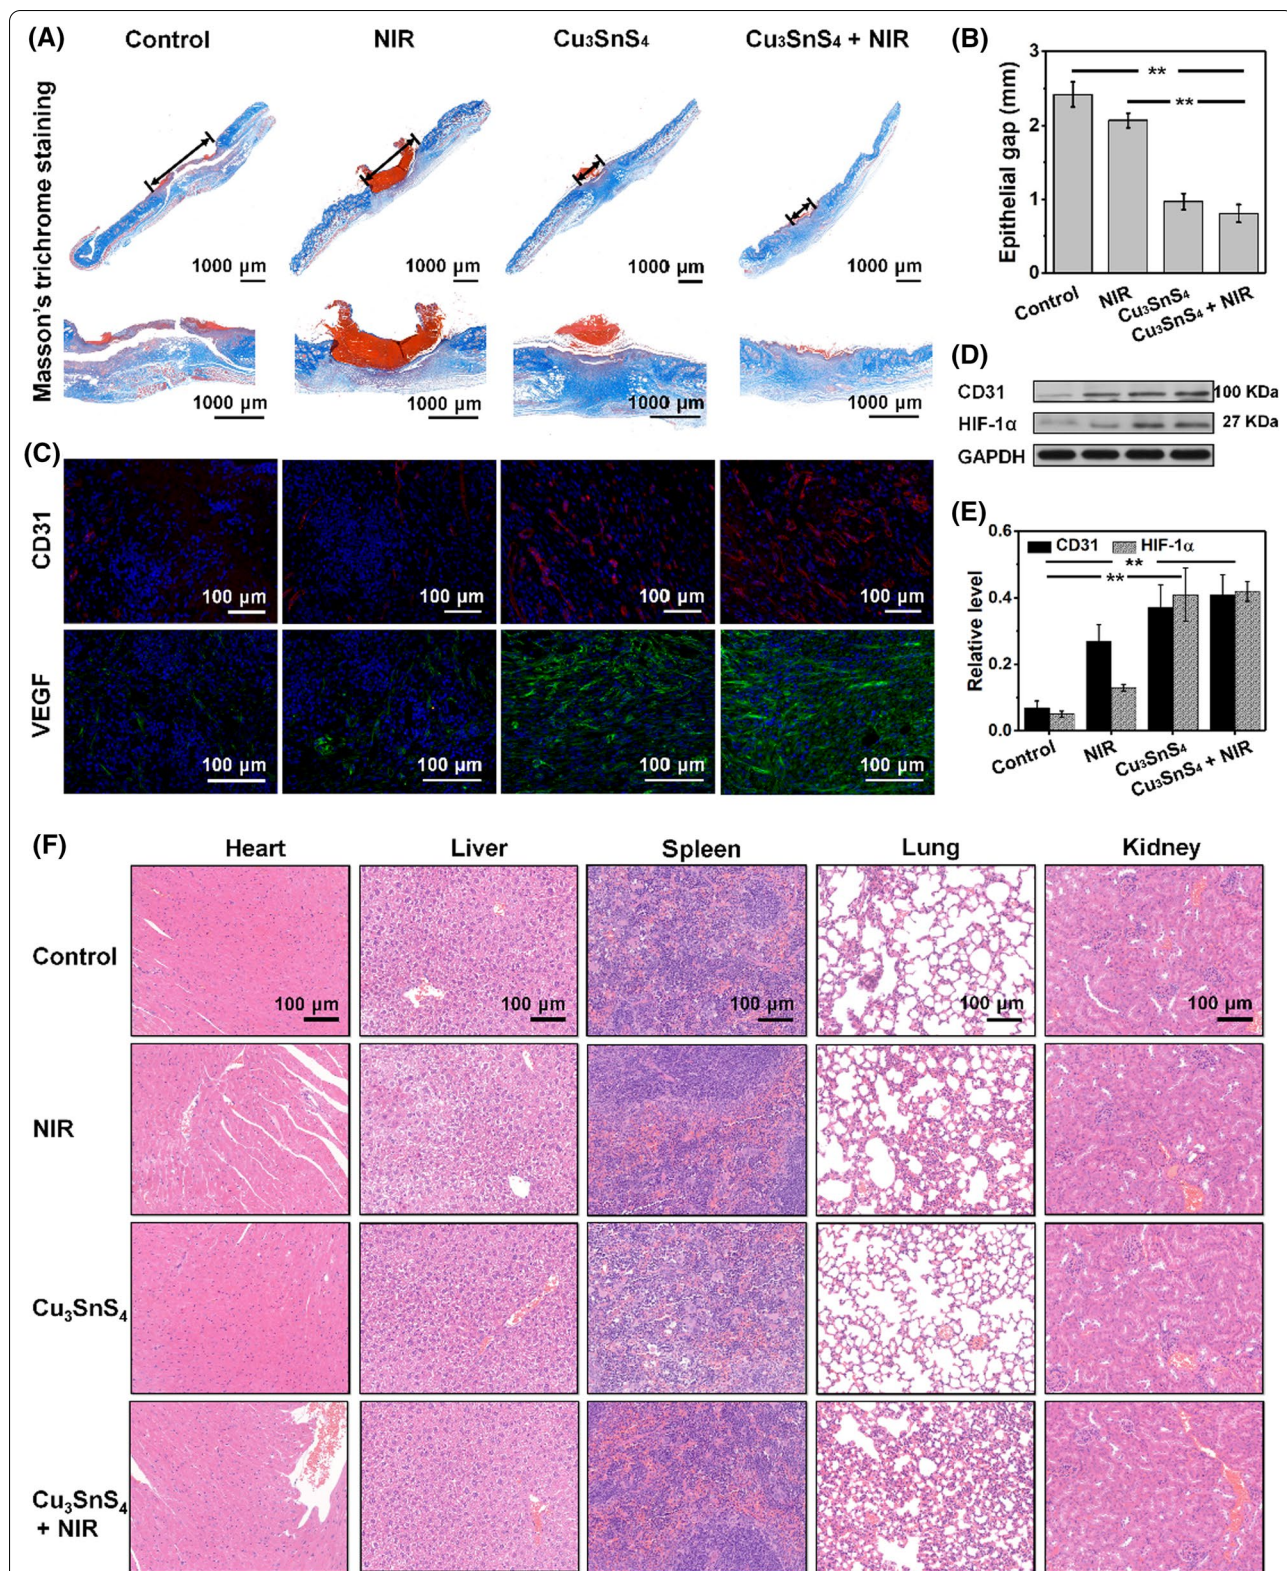 (A)
Control NIR Cu₃SnS₄ Cu₃SnS₄ + NIR
Masson's trichrome staining
1000 µm 1000 µm 1000 µm 1000 µm
1000 µm 1000 µm 1000 µm 1000 µm
(B)
Epithelial gap (mm)
3
2
1
0
** 
**
Control NIR Cu₃SnS₄ Cu₃SnS₄ + NIR
(C)
CD31
100 µm 100 µm 100 µm 100 µm
VEGF
100 µm 100 µm 100 µm 100 µm
(D)
CD31 100 KDa
HIF-1α 27 KDa
GAPDH
(E)
Relative level
0.6
0.4
0.2
0.0
CD31 HIF-1α
**
**
Control NIR Cu₃SnS₄ Cu₃SnS₄ + NIR
(F)
Heart Liver Spleen Lung Kidney
Control
100 µm 100 µm 100 µm 100 µm 100 µm
NIR
Cu₃SnS₄
Cu₃SnS₄
+ NIR